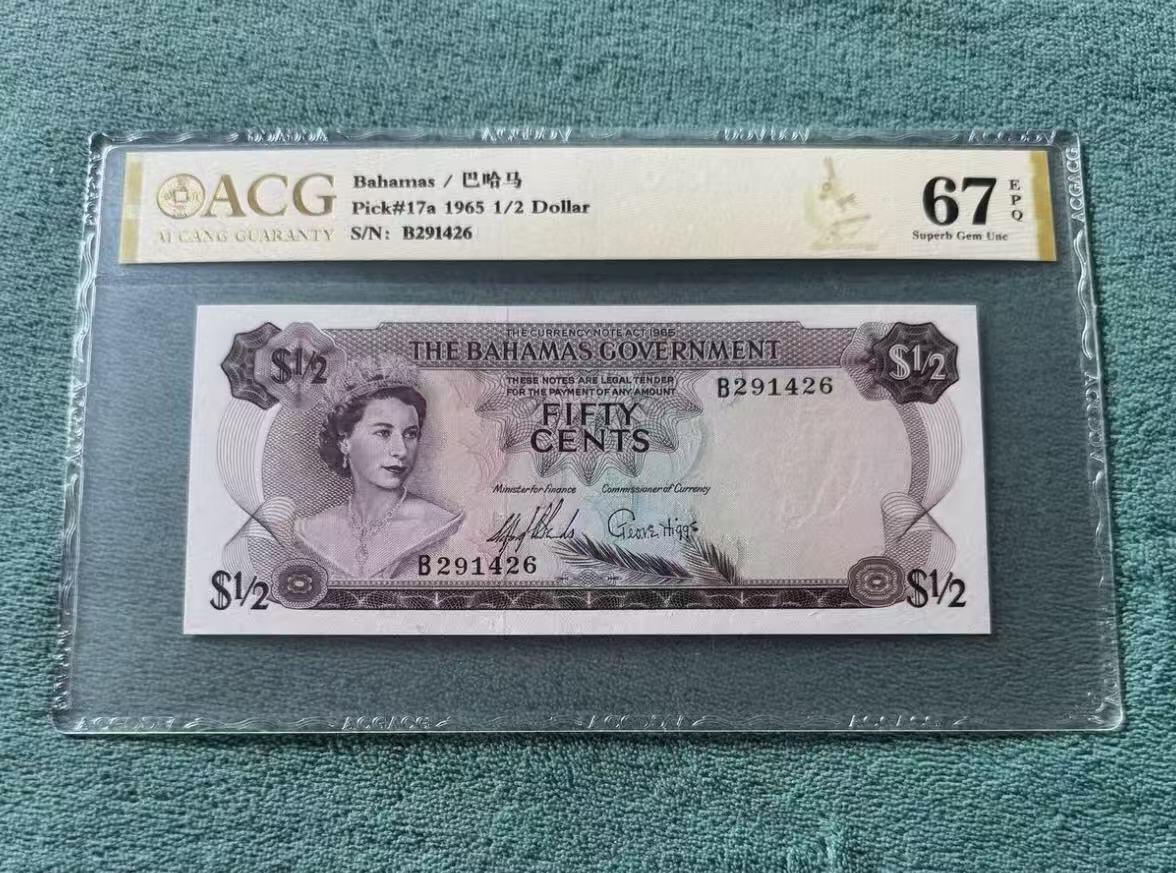 ACG
AI CANG GUARANTY
Bahamas / 巴哈马
Pick#17a 1965 1/2 Dollar
S/N: B291426
67 EPQ
Superb Gem Unc
THE CURRENCY NOTE ACT 1965
THE BAHAMAS GOVERNMENT
$1/2
$1/2
THESE NOTES ARE LEGAL TENDER
FOR THE PAYMENT OF ANY AMOUNT
B291426
FIFTY
CENTS
Minister for Finance
Commissioner of Currency
George Higgs
B291426
$1/2
$1/2
ACGACG